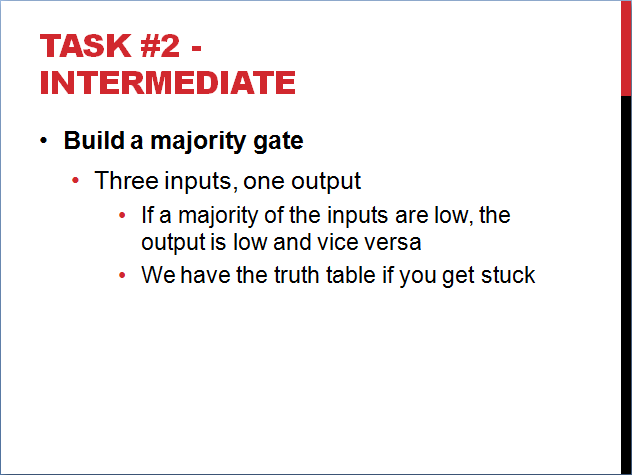 TASK #2 -
INTERMEDIATE
• Build a majority gate
• Three inputs, one output
• If a majority of the inputs are low, the
output is low and vice versa
• We have the truth table if you get stuck